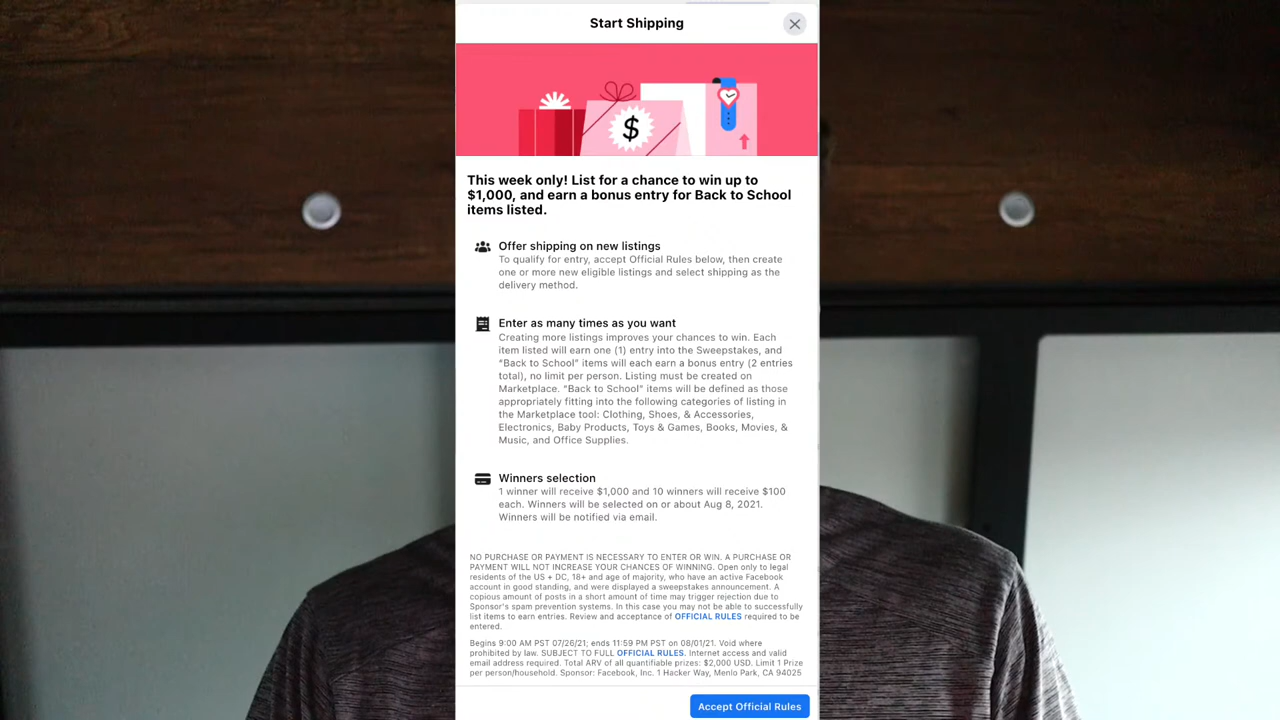 Start Shipping
$
This week only! List for a chance to win up to
$1,000, and earn a bonus entry for Back to School
items listed.
Offer shipping on new listings
To qualify for entry, accept Official Rules below, then create
one or more new eligible listings and select shipping as the
delivery method.
Enter as many times as you want
Creating more listings improves your chances to win. Each
item listed will earn one (1) entry into the Sweepstakes, and
“Back to School” items will each earn a bonus entry (2 entries
total), no limit per person. Listing must be created on
Marketplace. “Back to School” items will be defined as those
appropriately fitting into the following categories of listing in
the Marketplace tool: Clothing, Shoes, & Accessories,
Electronics, Baby Products, Toys & Games, Books, Movies, &
Music, and Office Supplies.
Winners selection
1 winner will receive $1,000 and 10 winners will receive $100
each. Winners will be selected on or about Aug 8, 2021.
Winners will be notified via email.
NO PURCHASE OR PAYMENT IS NECESSARY TO ENTER OR WIN. A PURCHASE OR
PAYMENT WILL NOT INCREASE YOUR CHANCES OF WINNING. Open only to legal
residents of the US + DC, 18+ and age of majority, who have an active Facebook
account in good standing, and were displayed a sweepstakes announcement. A
copious amount of posts in a short amount of time may trigger rejection due to
Sponsor's spam prevention systems. In this case you may not be able to successfully
list items to earn entries. Review and acceptance of OFFICIAL RULES required to be
entered.
Begins 9:00 AM PST 07/26/21; ends 11:59 PM PST on 08/01/21. Void where
prohibited by law. SUBJECT TO FULL OFFICIAL RULES. Internet access and valid
email address required. Total ARV of all quantifiable prizes: $2,000 USD. Limit 1 Prize
per person/household. Sponsor: Facebook, Inc. 1 Hacker Way, Menlo Park, CA 94025
Accept Official Rules